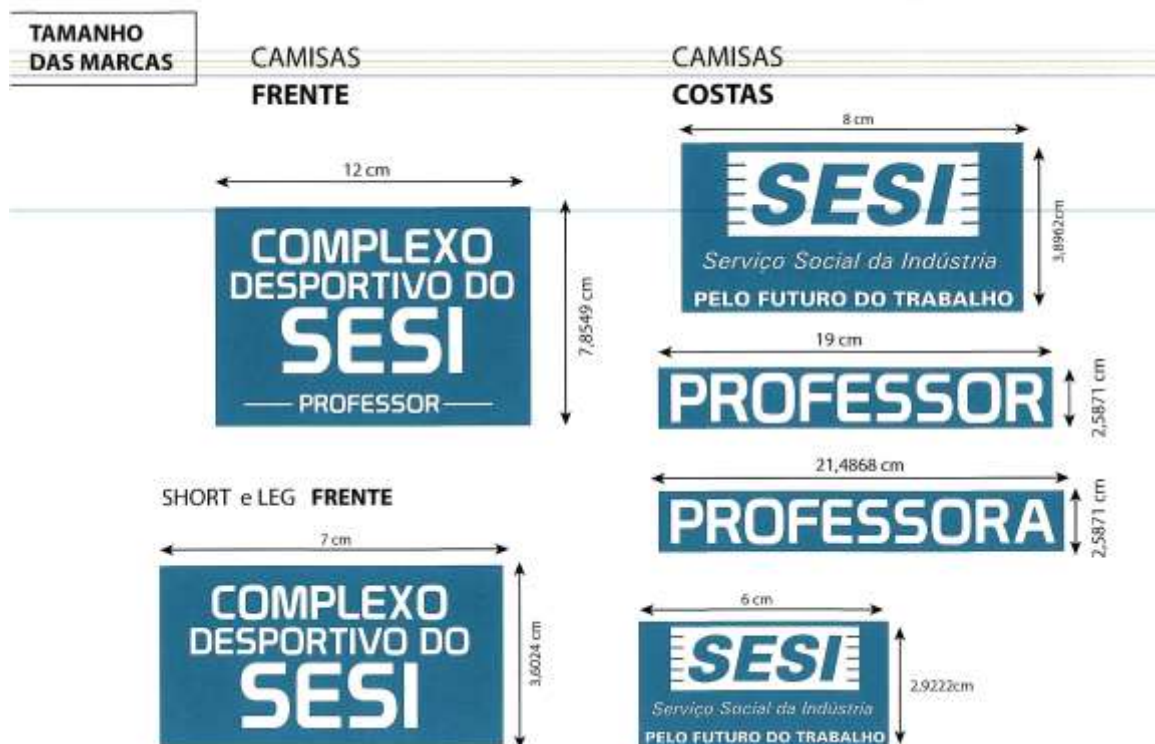 TAMANHO
DAS MARCAS
CAMISAS
FRENTE
12 cm
COMPLEXO
DESPORTIVO DO
SESI
PROFESSOR
7,8549 cm
SHORT e LEG FRENTE
7 cm
COMPLEXO
DESPORTIVO DO
SESI
3,6024 cm
CAMISAS
COSTAS
8 cm
SESI
Serviço Social da Indústria
PELO FUTURO DO TRABALHO
3,8962cm
19 cm
PROFESSOR
2,5871 cm
21,4868 cm
PROFESSORA
2,5871 cm
6 cm
SESI
Serviço Social da Indústria
PELO FUTURO DO TRABALHO
2,9222cm